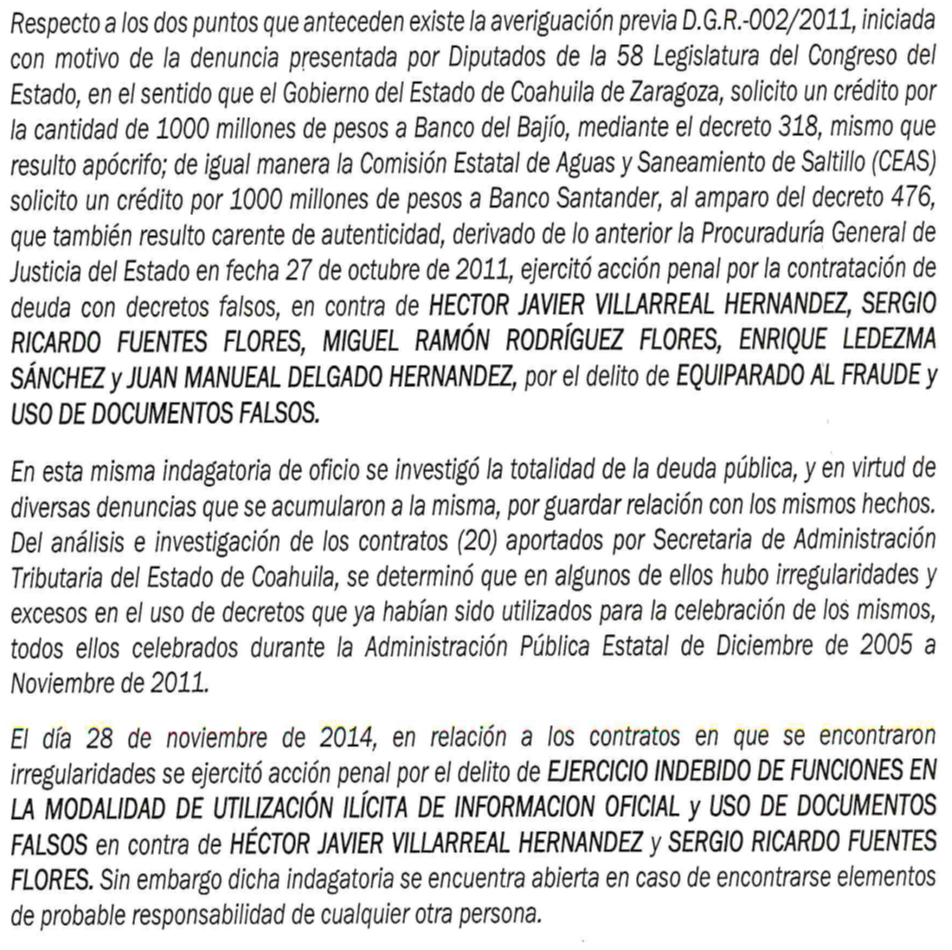 Respecto a los dos puntos que anteceden existe la averiguación previa D.G.R.-002/2011, iniciada
con motivo de la denuncia presentada por Diputados de la 58 Legislatura del Congreso del
Estado, en el sentido que el Gobierno del Estado de Coahuila de Zaragoza, solicito un crédito por
la cantidad de 1000 millones de pesos a Banco del Bajío, mediante el decreto 318, mismo que
resulto apócrifo; de igual manera la Comisión Estatal de Aguas y Saneamiento de Saltillo (CEAS)
solicito un crédito por 1000 millones de pesos a Banco Santander, al amparo del decreto 476,
que también resulto carente de autenticidad, derivado de lo anterior la Procuraduría General de
Justicia del Estado en fecha 27 de octubre de 2011, ejercitó acción penal por la contratación de
deuda con decretos falsos, en contra de HECTOR JAVIER VILLARREAL HERNANDEZ, SERGIO
RICARDO FUENTES FLORES, MIGUEL RAMÓN RODRÍGUEZ FLORES, ENRIQUE LEDEZMA
SÁNCHEZ y JUAN MANUEAL DELGADO HERNANDEZ, por el delito de EQUIPARADO AL FRAUDE y
USO DE DOCUMENTOS FALSOS.
En esta misma indagatoria de oficio se investigó la totalidad de la deuda pública, y en virtud de
diversas denuncias que se acumularon a la misma, por guardar relación con los mismos hechos.
Del análisis e investigación de los contratos (20) aportados por Secretaria de Administración
Tributaria del Estado de Coahuila, se determinó que en algunos de ellos hubo irregularidades y
excesos en el uso de decretos que ya habían sido utilizados para la celebración de los mismos,
todos ellos celebrados durante la Administración Pública Estatal de Diciembre de 2005 a
Noviembre de 2011.
El día 28 de noviembre de 2014, en relación a los contratos en que se encontraron
irregularidades se ejercitó acción penal por el delito de EJERCICIO INDEBIDO DE FUNCIONES EN
LA MODALIDAD DE UTILIZACIÓN ILÍCITA DE INFORMACION OFICIAL y USO DE DOCUMENTOS
FALSOS en contra de HÉCTOR JAVIER VILLARREAL HERNANDEZ y SERGIO RICARDO FUENTES
FLORES. Sin embargo dicha indagatoria se encuentra abierta en caso de encontrarse elementos
de probable responsabilidad de cualquier otra persona.